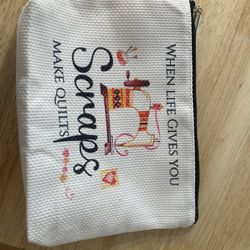 WHEN LIFE GIVES YOU
Scraps
MAKE QUILTS